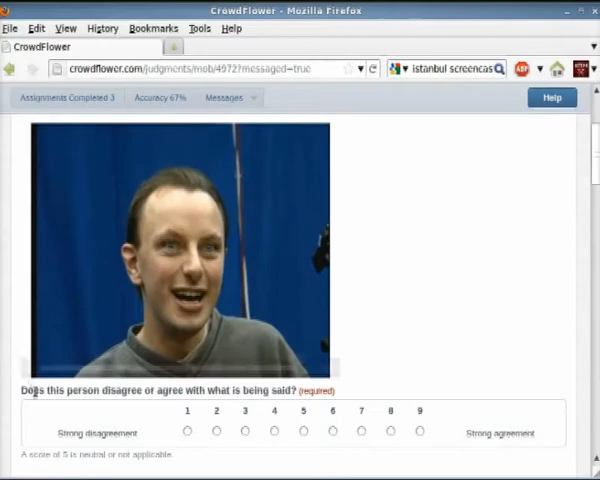 CrowdFlower - Mozilla Firefox
File Edit View History Bookmarks Tools Help
CrowdFlower
crowdflower.com/judgments/mob/4972?messaged=true
istanbul screencas
ABP
Assignments Completed 3 Accuracy 67% Messages Help
Does this person disagree or agree with what is being said? (required)
1 2 3 4 5 6 7 8 9
Strong disagreement Strong agreement
A score of 5 is neutral or not applicable.